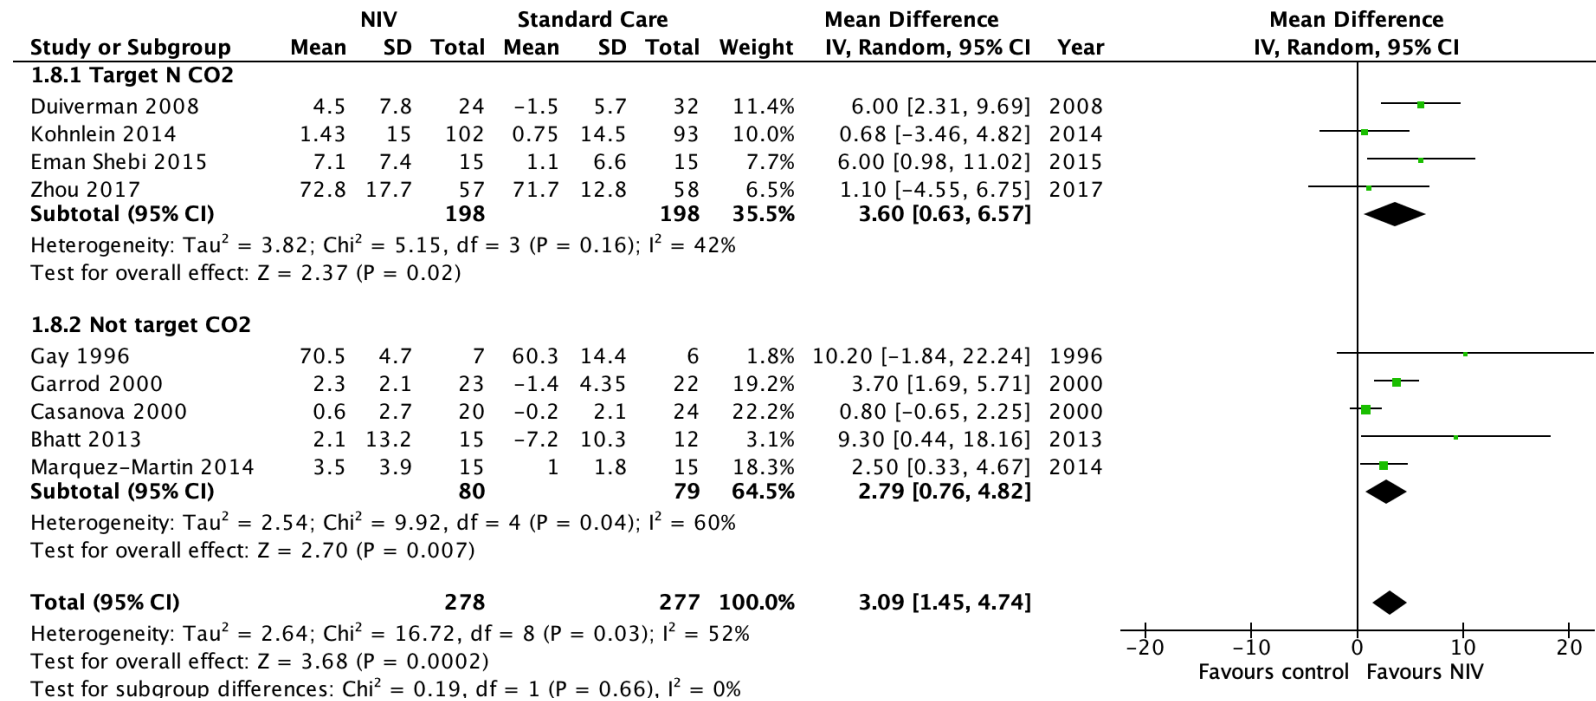 NIV Standard Care Mean Difference Mean Difference
Study or Subgroup Mean SD Total Mean SD Total Weight IV, Random, 95% CI Year IV, Random, 95% CI
1.8.1 Target N CO2
Duiverman 2008 4.5 7.8 24 −1.5 5.7 32 11.4% 6.00 [2.31, 9.69] 2008
Kohnlein 2014 1.43 15 102 0.75 14.5 93 10.0% 0.68 [−3.46, 4.82] 2014
Eman Shebi 2015 7.1 7.4 15 1.1 6.6 15 7.7% 6.00 [0.98, 11.02] 2015
Zhou 2017 72.8 17.7 57 71.7 12.8 58 6.5% 1.10 [−4.55, 6.75] 2017
Subtotal (95% CI) 198 198 35.5% 3.60 [0.63, 6.57]
Heterogeneity: Tau² = 3.82; Chi² = 5.15, df = 3 (P = 0.16); I² = 42%
Test for overall effect: Z = 2.37 (P = 0.02)
1.8.2 Not target CO2
Gay 1996 70.5 4.7 7 60.3 14.4 6 1.8% 10.20 [−1.84, 22.24] 1996
Garrod 2000 2.3 2.1 23 −1.4 4.35 22 19.2% 3.70 [1.69, 5.71] 2000
Casanova 2000 0.6 2.7 20 −0.2 2.1 24 22.2% 0.80 [−0.65, 2.25] 2000
Bhatt 2013 2.1 13.2 15 −7.2 10.3 12 3.1% 9.30 [0.44, 18.16] 2013
Marquez−Martin 2014 3.5 3.9 15 1 1.8 15 18.3% 2.50 [0.33, 4.67] 2014
Subtotal (95% CI) 80 79 64.5% 2.79 [0.76, 4.82]
Heterogeneity: Tau² = 2.54; Chi² = 9.92, df = 4 (P = 0.04); I² = 60%
Test for overall effect: Z = 2.70 (P = 0.007)
Total (95% CI) 278 277 100.0% 3.09 [1.45, 4.74]
Heterogeneity: Tau² = 2.64; Chi² = 16.72, df = 8 (P = 0.03); I² = 52%
Test for overall effect: Z = 3.68 (P = 0.0002)
Test for subgroup differences: Chi² = 0.19, df = 1 (P = 0.66), I² = 0%
−20 −10 0 10 20
Favours control Favours NIV